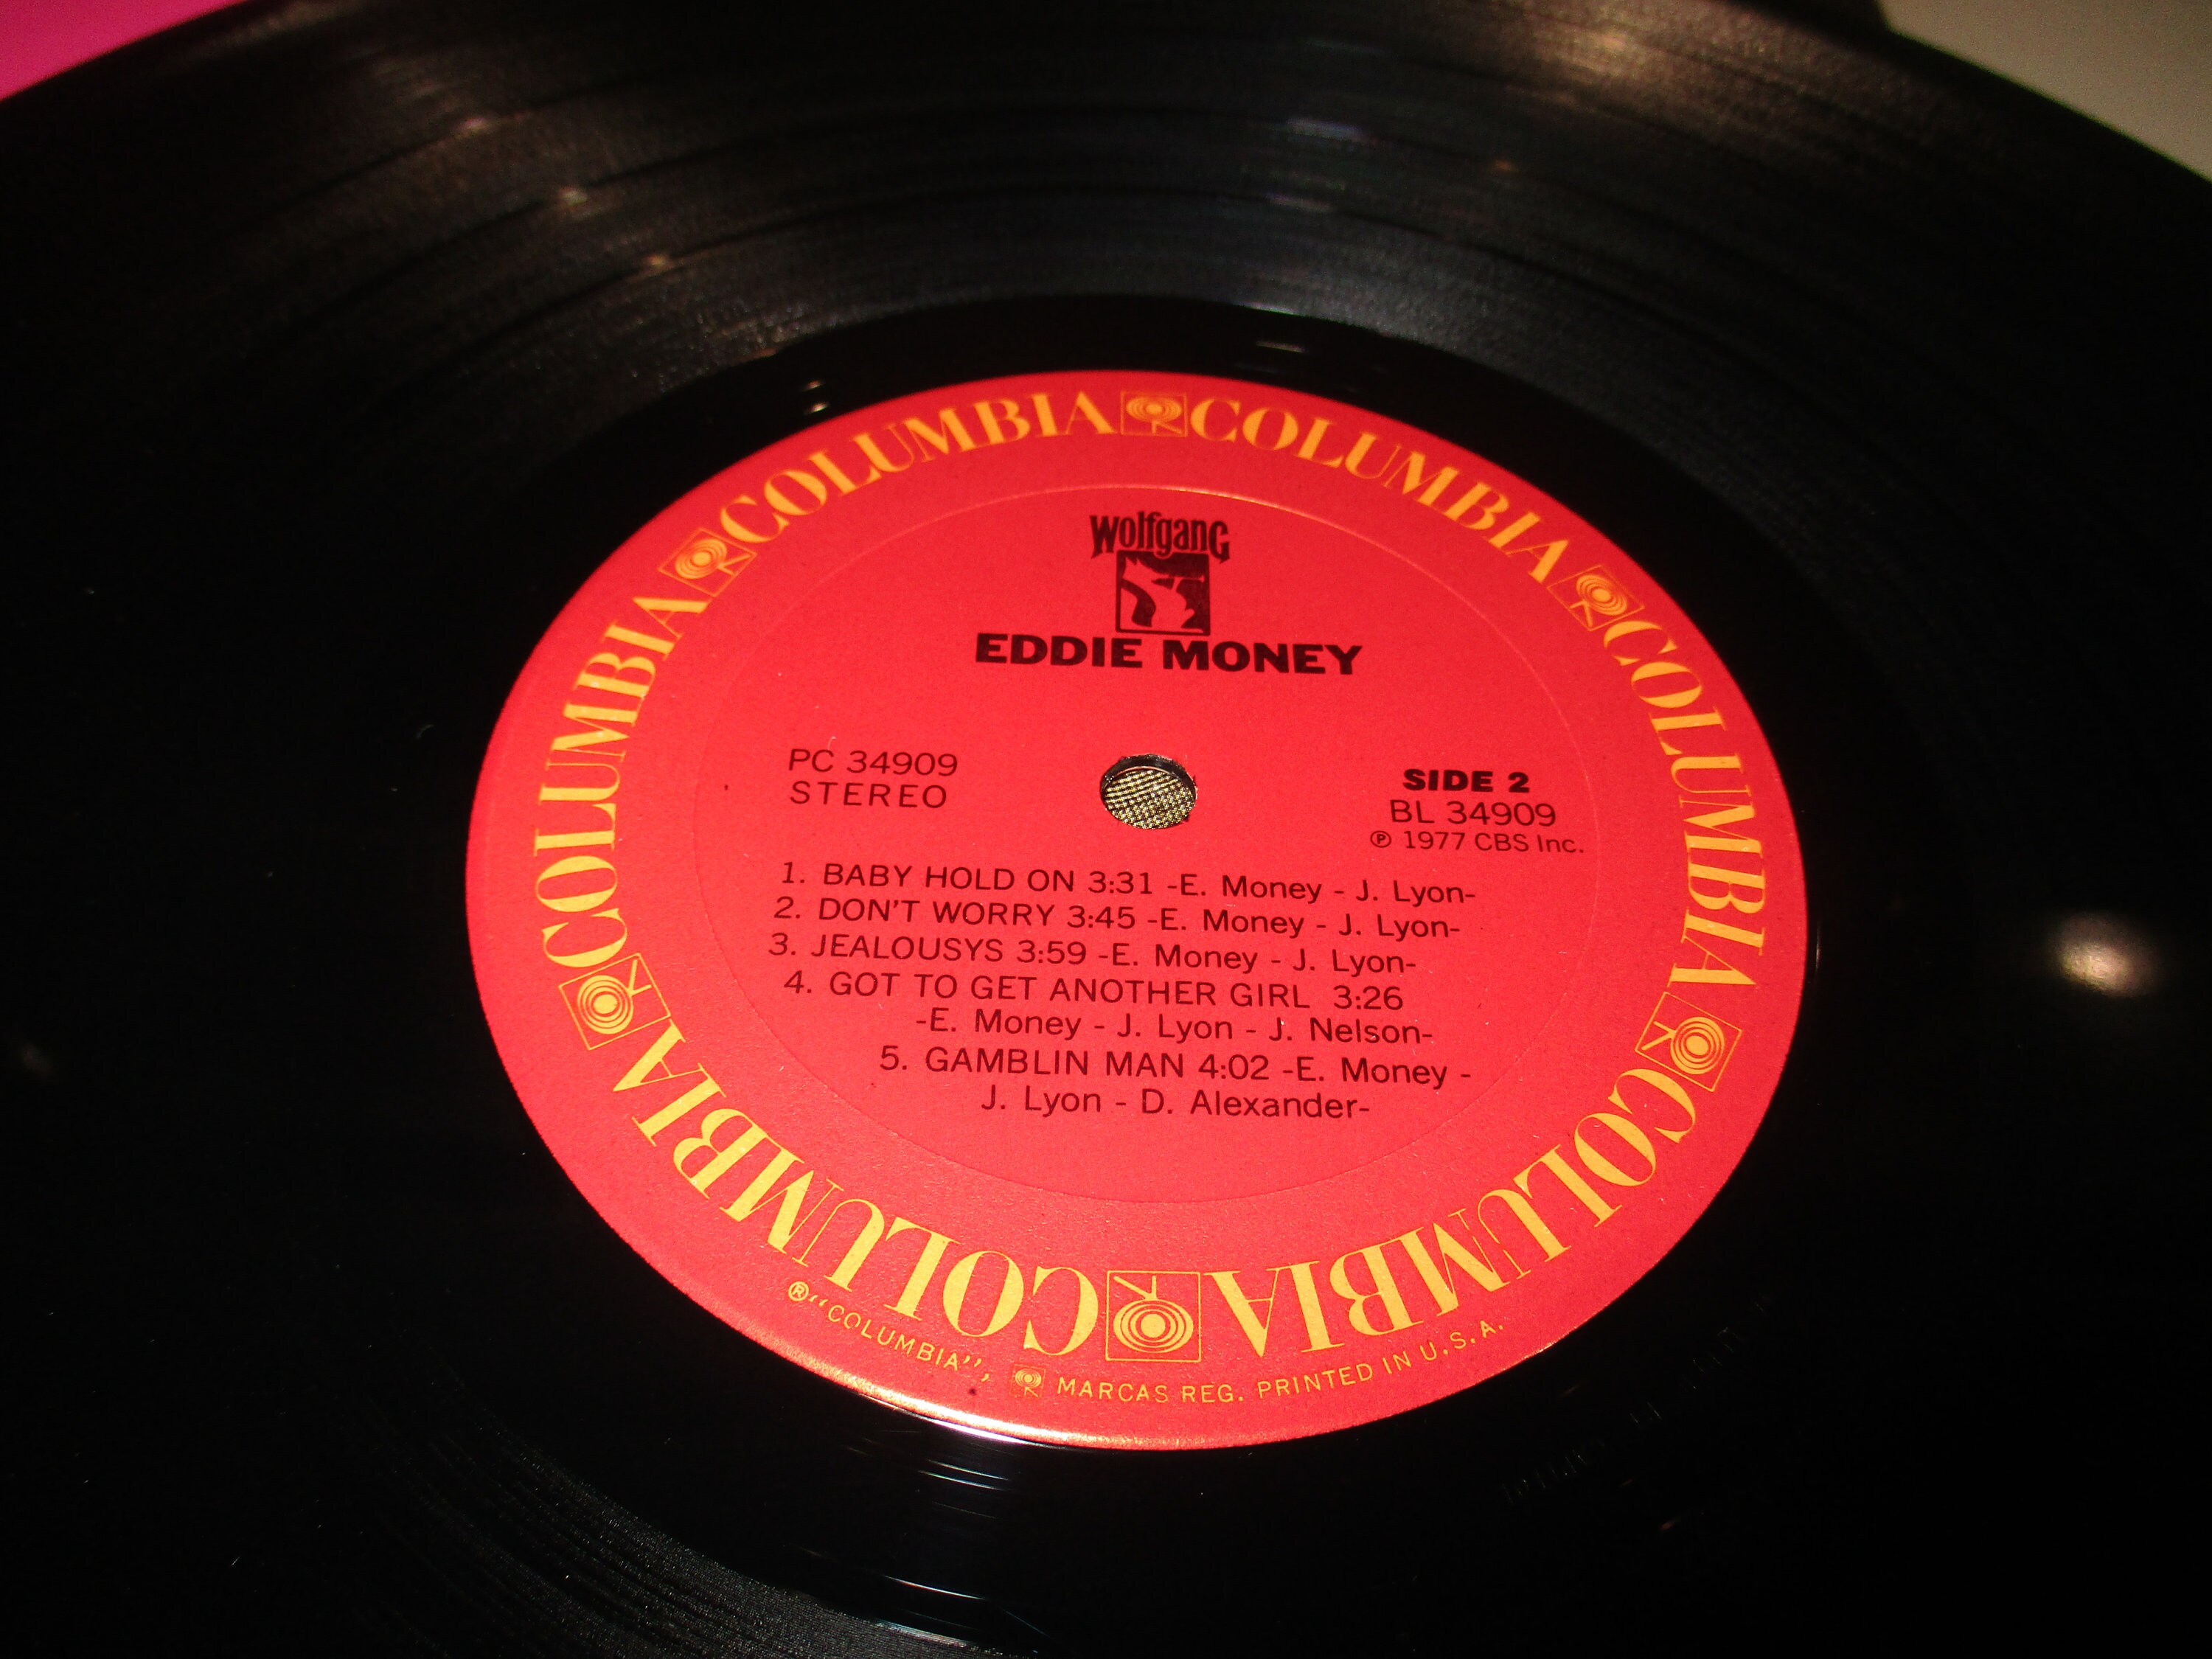 COLUMBIA COLUMBIA COLUMBIA COLUMBIA COLUMBIA COLUMBIA
Wolfgang
EDDIE MONEY
PC 34909
STEREO
SIDE 2
BL 34909
℗ 1977 CBS Inc.
1. BABY HOLD ON 3:31 -E. Money - J. Lyon-
2. DON'T WORRY 3:45 -E. Money - J. Lyon-
3. JEALOUSYS 3:59 -E. Money - J. Lyon-
4. GOT TO GET ANOTHER GIRL 3:26
-E. Money - J. Lyon - J. Nelson-
5. GAMBLIN MAN 4:02 -E. Money -
J. Lyon - D. Alexander-
®"COLUMBIA", MARCAS REG. PRINTED IN U.S.A.